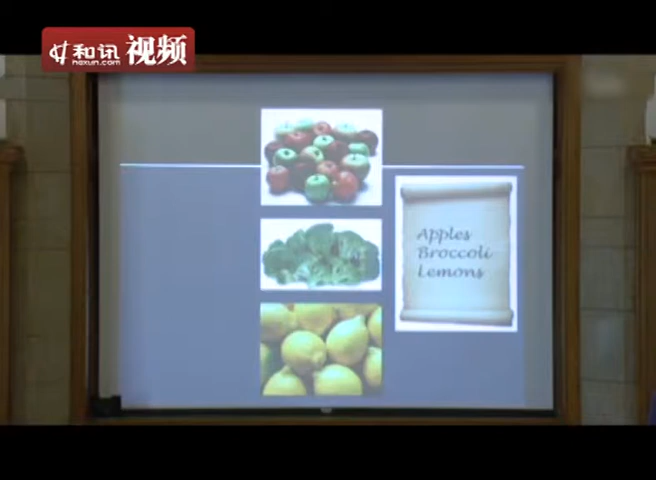 和讯
hexun.com
视频
Apples
Broccoli
Lemons